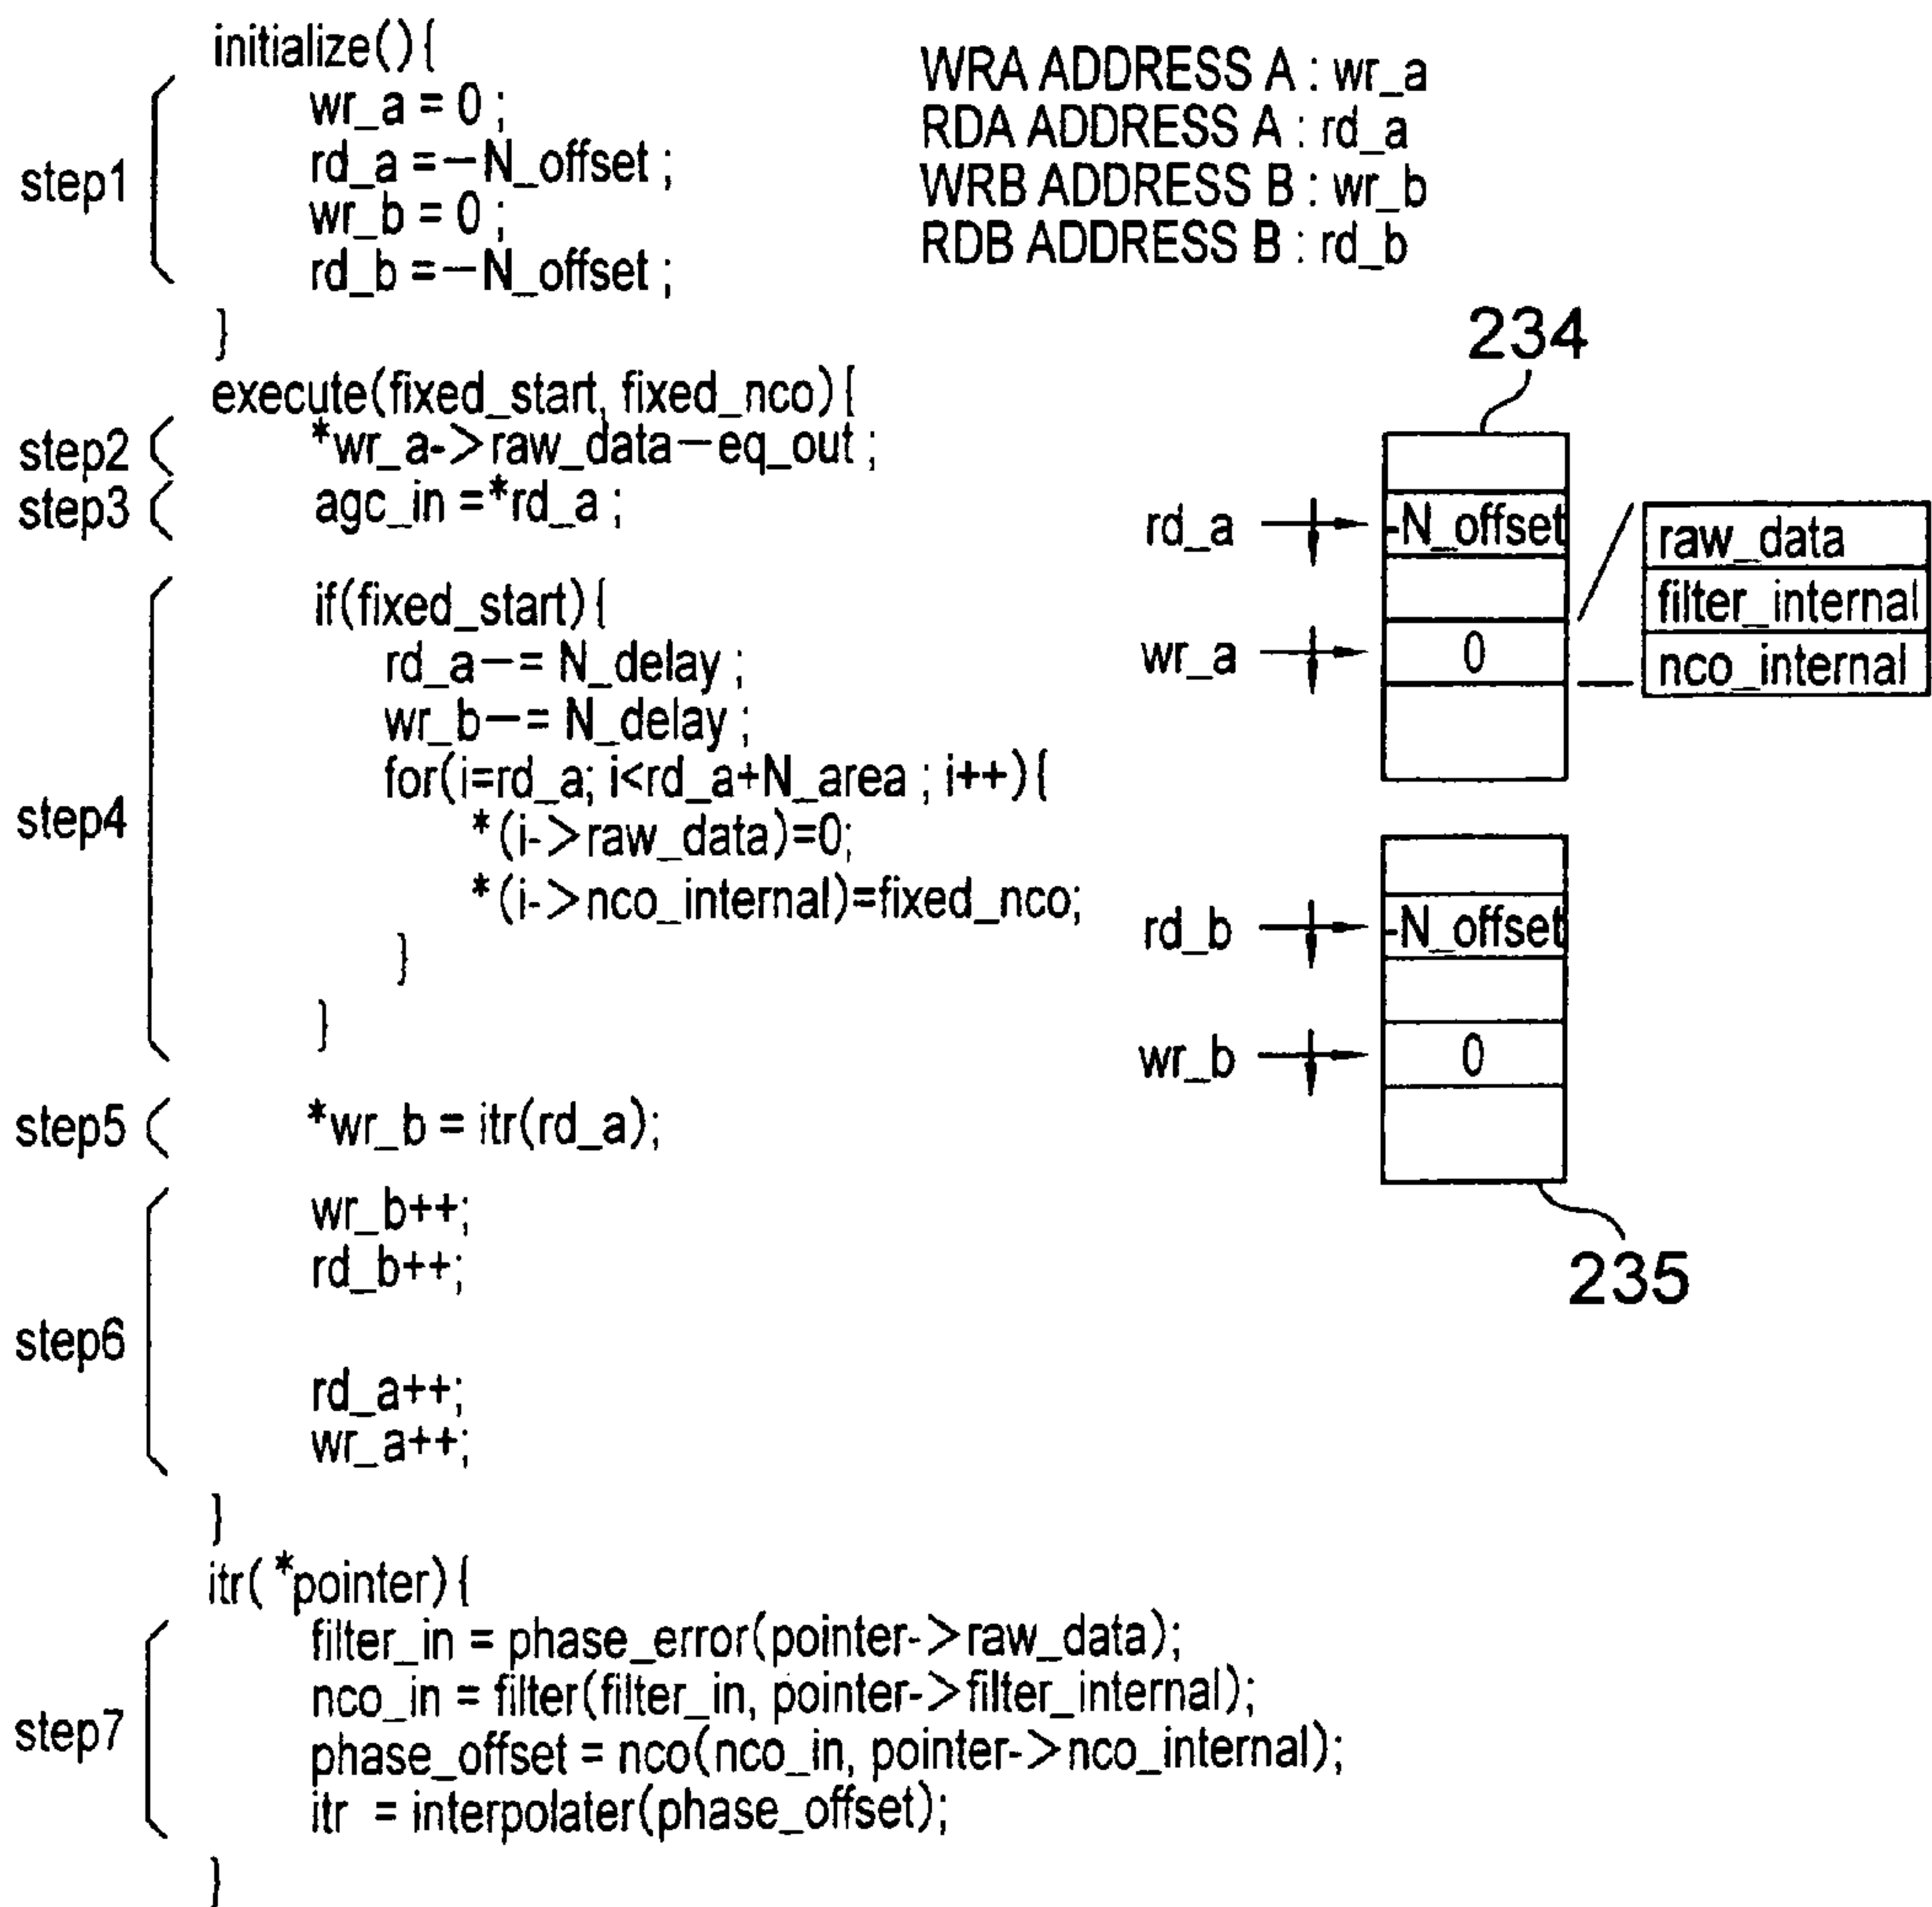 initialize(){
wr_a = 0 ;
rd_a =—N_offset ;
wr_b = 0 ;
rd_b =—N_offset ;
}
step1
WRA ADDRESS A : wr_a
RDA ADDRESS A : rd_a
WRB ADDRESS B : wr_b
RDB ADDRESS B : rd_b
execute(fixed_start, fixed_nco){
step2
*wr_a->raw_data—eq_out ;
step3
agc_in =*rd_a ;
step4
if(fixed_start){
rd_a—= N_delay ;
wr_b—= N_delay ;
for(i=rd_a; i<rd_a+N_area ; i++){
*(i->raw_data)=0;
*(i->nco_internal)=fixed_nco;
}
}
step5
*wr_b = itr(rd_a);
step6
wr_b++;
rd_b++;
rd_a++;
wr_a++;
}
itr( *pointer){
step7
filter_in = phase_error(pointer->raw_data);
nco_in = filter(filter_in, pointer->filter_internal);
phase_offset = nco(nco_in, pointer->nco_internal);
itr = interpolater(phase_offset);
}
234
rd_a
-N_offset
wr_a
0
raw_data
filter_internal
nco_internal
rd_b
-N_offset
wr_b
0
235